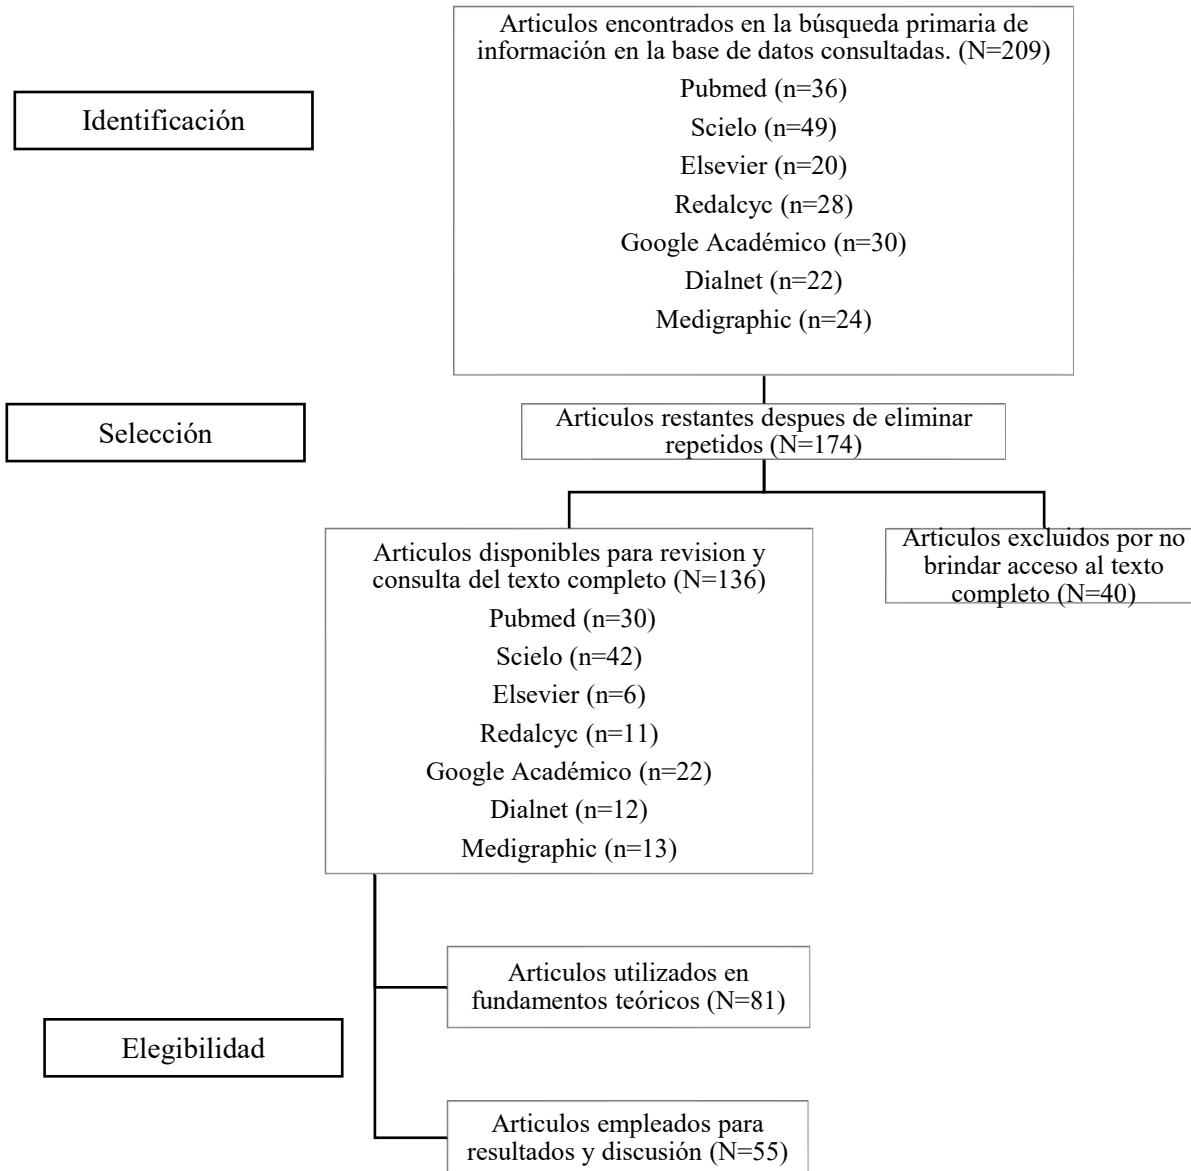 Articulos encontrados en la búsqueda primaria de
información en la base de datos consultadas. (N=209)
Pubmed (n=36)
Scielo (n=49)
Elsevier (n=20)
Redalcyc (n=28)
Google Académico (n=30)
Dialnet (n=22)
Medigraphic (n=24)
Identificación
Selección
Articulos restantes despues de eliminar
repetidos (N=174)
Articulos disponibles para revision y
consulta del texto completo (N=136)
Pubmed (n=30)
Scielo (n=42)
Elsevier (n=6)
Redalcyc (n=11)
Google Académico (n=22)
Dialnet (n=12)
Medigraphic (n=13)
Articulos excluidos por no
brindar acceso al texto
completo (N=40)
Articulos utilizados en
fundamentos teóricos (N=81)
Elegibilidad
Articulos empleados para
resultados y discusión (N=55)